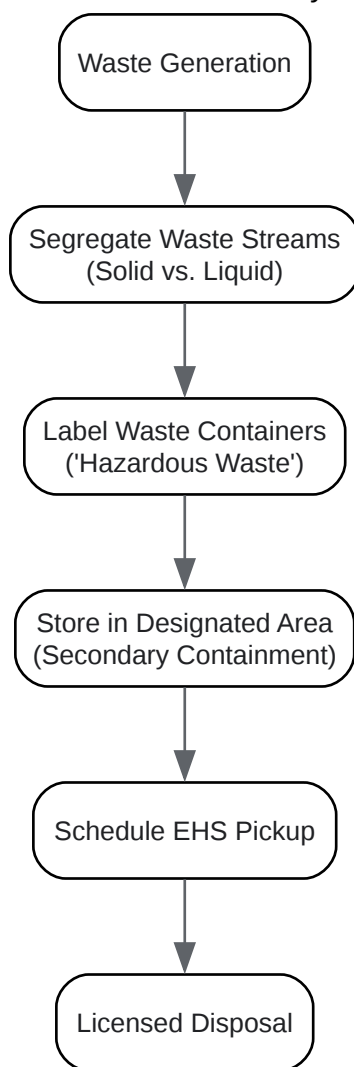 Waste Generation
Segregate Waste Streams
(Solid vs. Liquid)
Label Waste Containers
('Hazardous Waste')
Store in Designated Area
(Secondary Containment)
Schedule EHS Pickup
Licensed Disposal